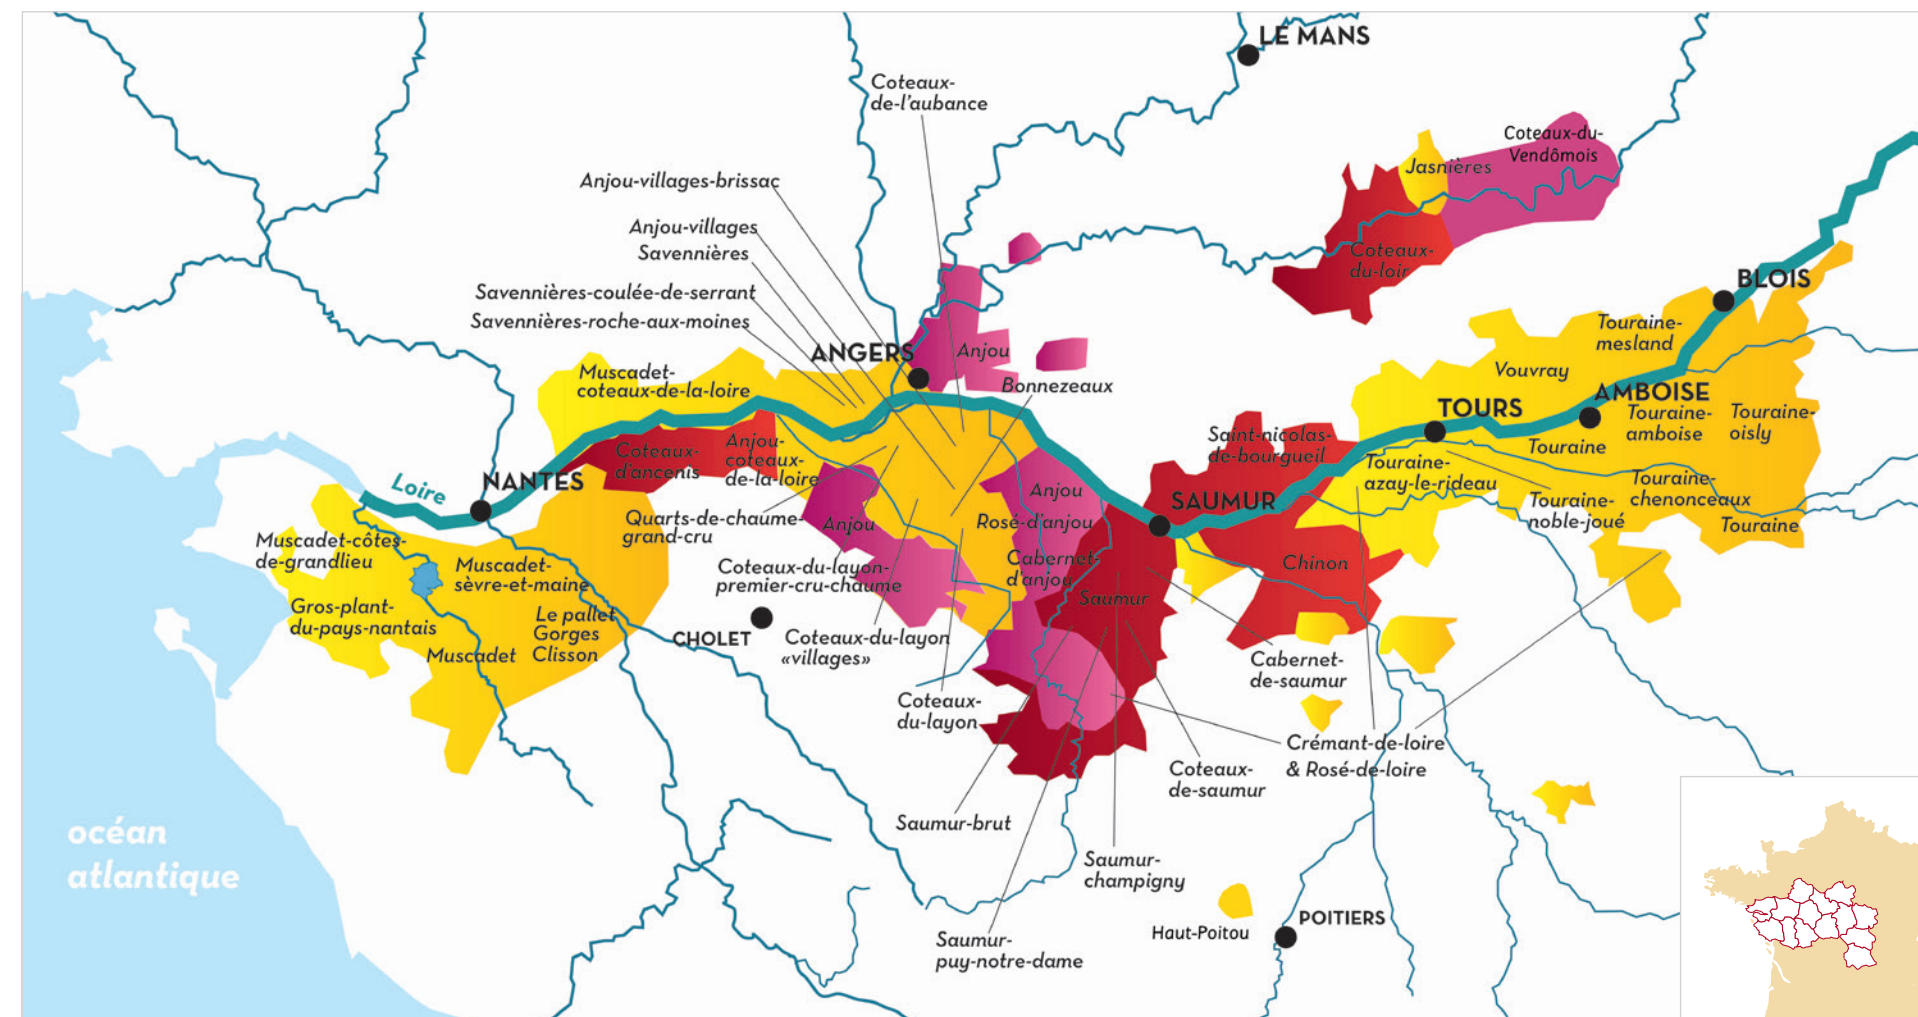 LE MANS
Coteaux-
de-l'aubance
Coteaux-du-
Vendômois
Jasnières
Anjou-villages-brissac
Anjou-villages
Savennières
Coteaux-
du-loir
Savennières-coulée-de-serrant
Savennières-roche-aux-moines
BLOIS
Touraine-
mesland
ANGERS
Anjou
Bonnezeaux
Muscadet-
coteaux-de-la-loire
Vouvray
AMBOISE
TOURS
Touraine-
amboise
Touraine-
oisly
Touraine
Saint-nicolas-
de-bourgueil
Coteaux-
d'ancenis
Anjou-
coteaux-
de-la-loire
Touraine-
azay-le-rideau
Loire
NANTES
Anjou
SAUMUR
Touraine-
chenonceaux
Touraine-
noble-joué
Touraine
Quarts-de-chaume-
grand-cru
Anjou
Rosé-d'anjou
Cabernet-
d'anjou
Muscadet-côtes-
de-grandlieu
Muscadet-
sèvre-et-maine
Coteaux-du-layon-
premier-cru-chaume
Chinon
Saumur
Gros-plant-
du-pays-nantais
Le pallet
Gorges
Clisson
Muscadet
CHOLET
Coteaux-du-layon
«villages»
Cabernet-
de-saumur
Coteaux-
du-layon
Crémant-de-loire
& Rosé-de-loire
Coteaux-
de-saumur
Saumur-brut
océan
atlantique
Saumur-
champigny
Haut-Poitou
POITIERS
Saumur-
puy-notre-dame